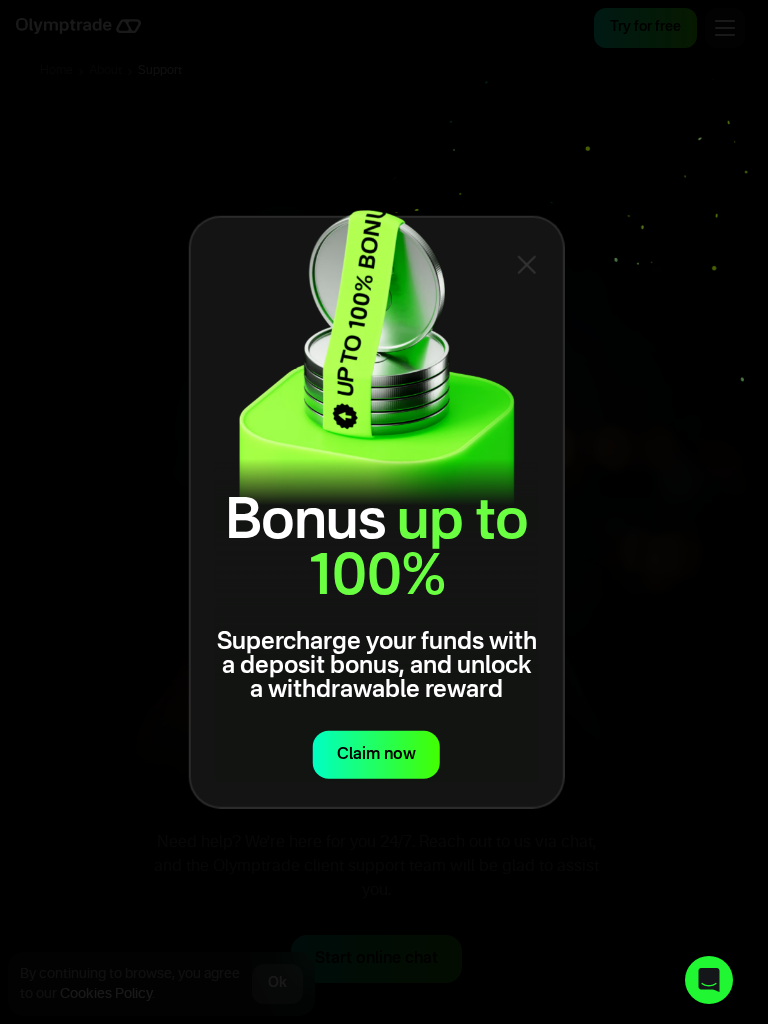 Olymptrade
Try for free
Home
About
Support
UP TO 100% BONU
Bonus up to
100%
Supercharge your funds with
a deposit bonus, and unlock
a withdrawable reward
Claim now
Need help? We're here for you 24/7. Reach out to us via chat,
and the Olymptrade client support team will be glad to assist
you.
Start online chat
By continuing to browse, you agree
to our Cookies Policy
Ok